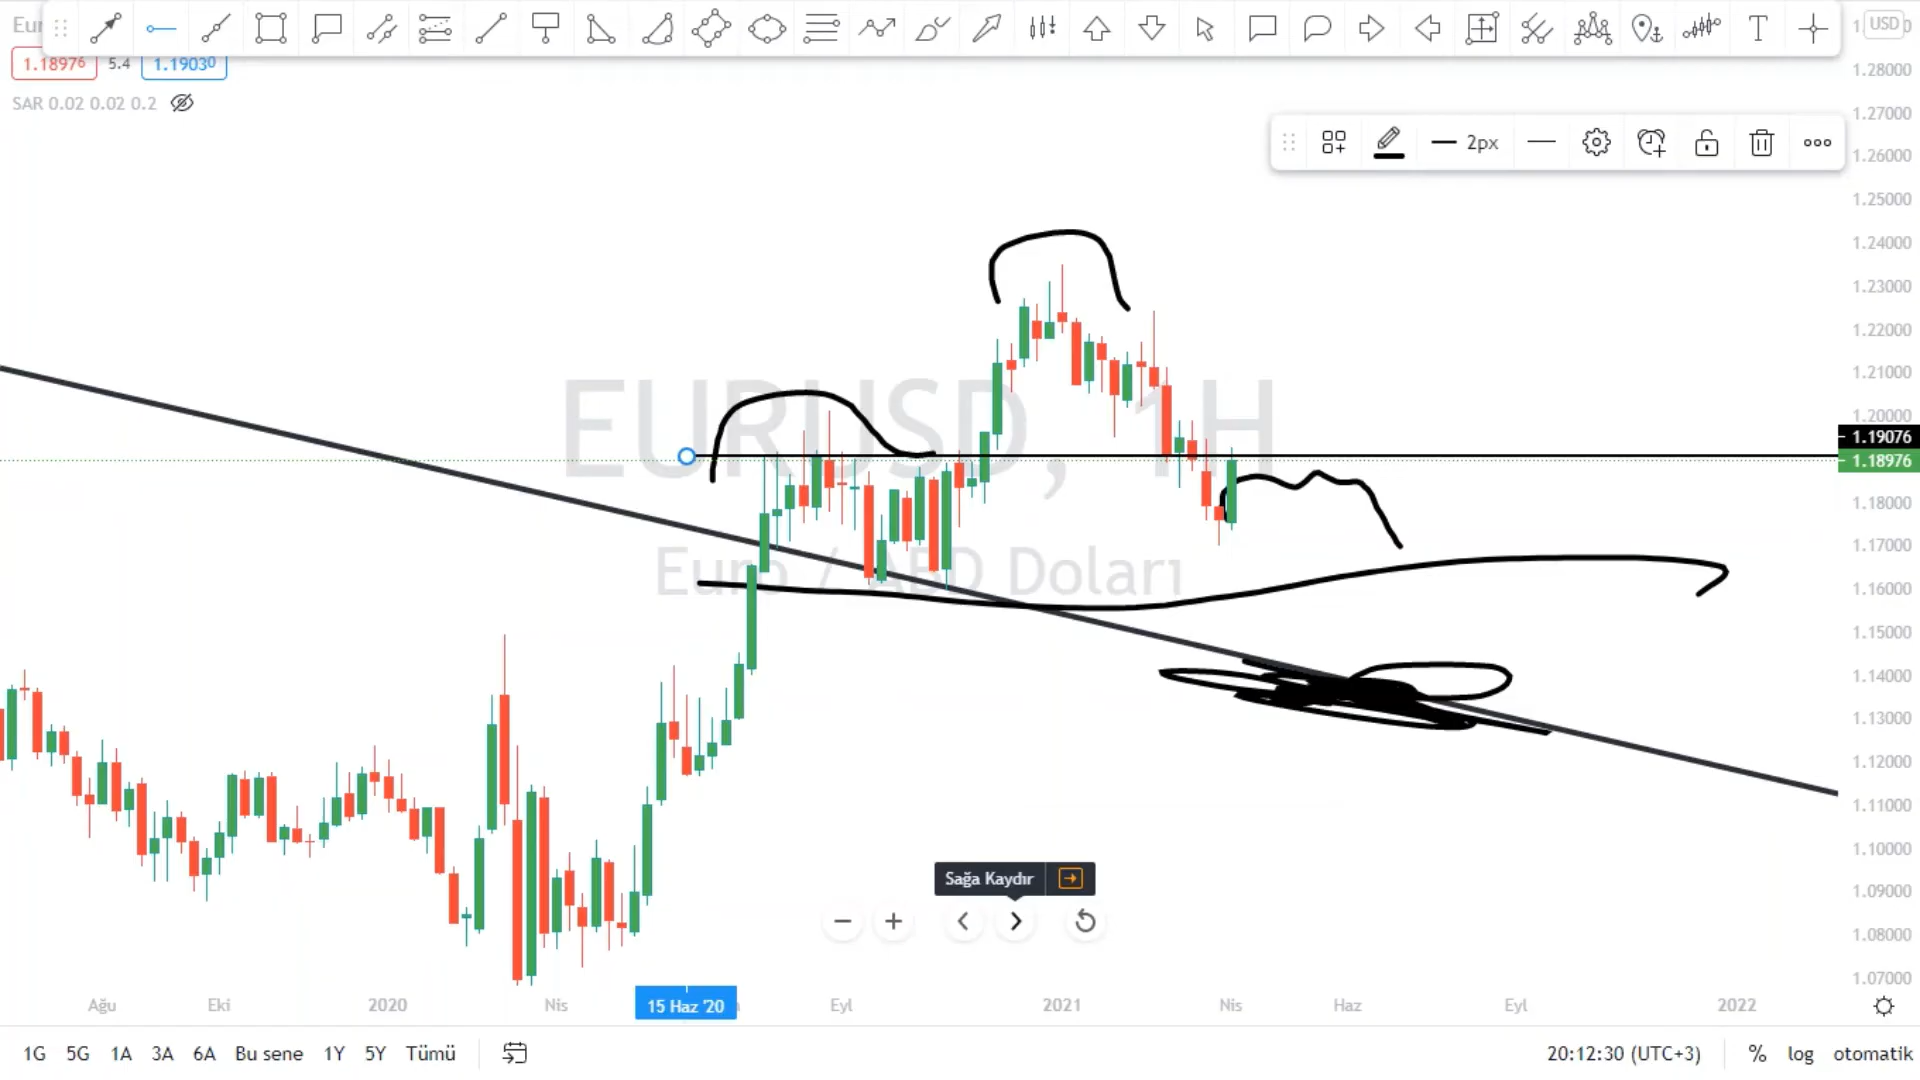 Eur
USD
1.18976 5.4 1.19030
SAR 0.02 0.02 0.2
2px
1.28000
1.27000
1.26000
1.25000
1.24000
1.23000
1.22000
1.21000
1.20000
1.19076
1.18976
1.18000
1.17000
1.16000
1.15000
1.14000
1.13000
1.12000
1.11000
1.10000
1.09000
1.08000
1.07000
EURUSD, 1H
Euro / ABD Doları
Sağa Kaydır
Ağu Eki 2020 Nis 15 Haz '20 Eyl 2021 Nis Haz Eyl 2022
1G 5G 1A 3A 6A Bu sene 1Y 5Y Tümü 20:12:30 (UTC+3) % log otomatik